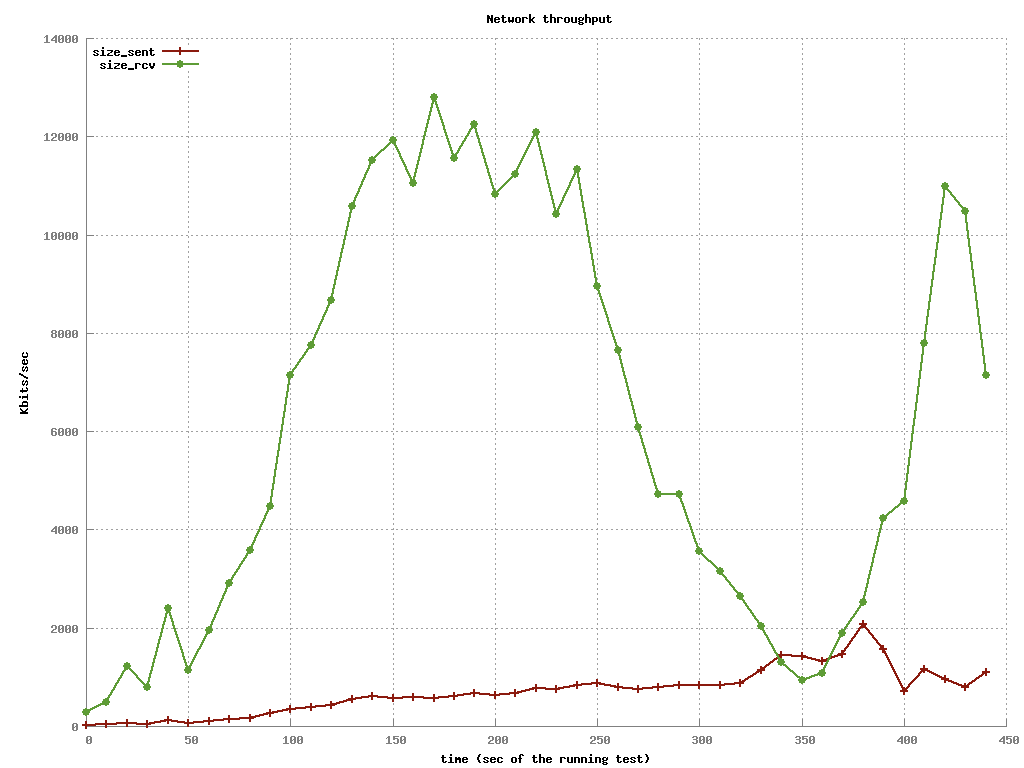 Network throughput
14000
size_sent
size_rcv
12000
10000
8000
Kbits/sec
6000
4000
2000
0
0 50 100 150 200 250 300 350 400 450
time (sec of the running test)